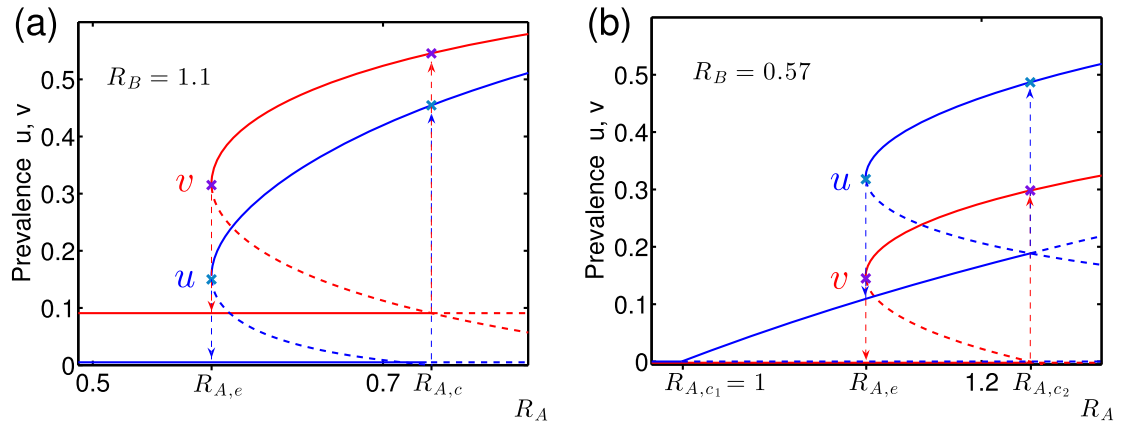 (a)
R_B = 1.1
Prevalence u, v
0.5
0.4
0.3
0.2
0.1
0
v
u
0.5
R_{A,e}
0.7
R_{A,c}
R_A
(b)
R_B = 0.57
Prevalence u, v
0.5
0.4
0.3
0.2
0.1
0
u
v
R_{A,c_1} = 1
R_{A,e}
1.2
R_{A,c_2}
R_A